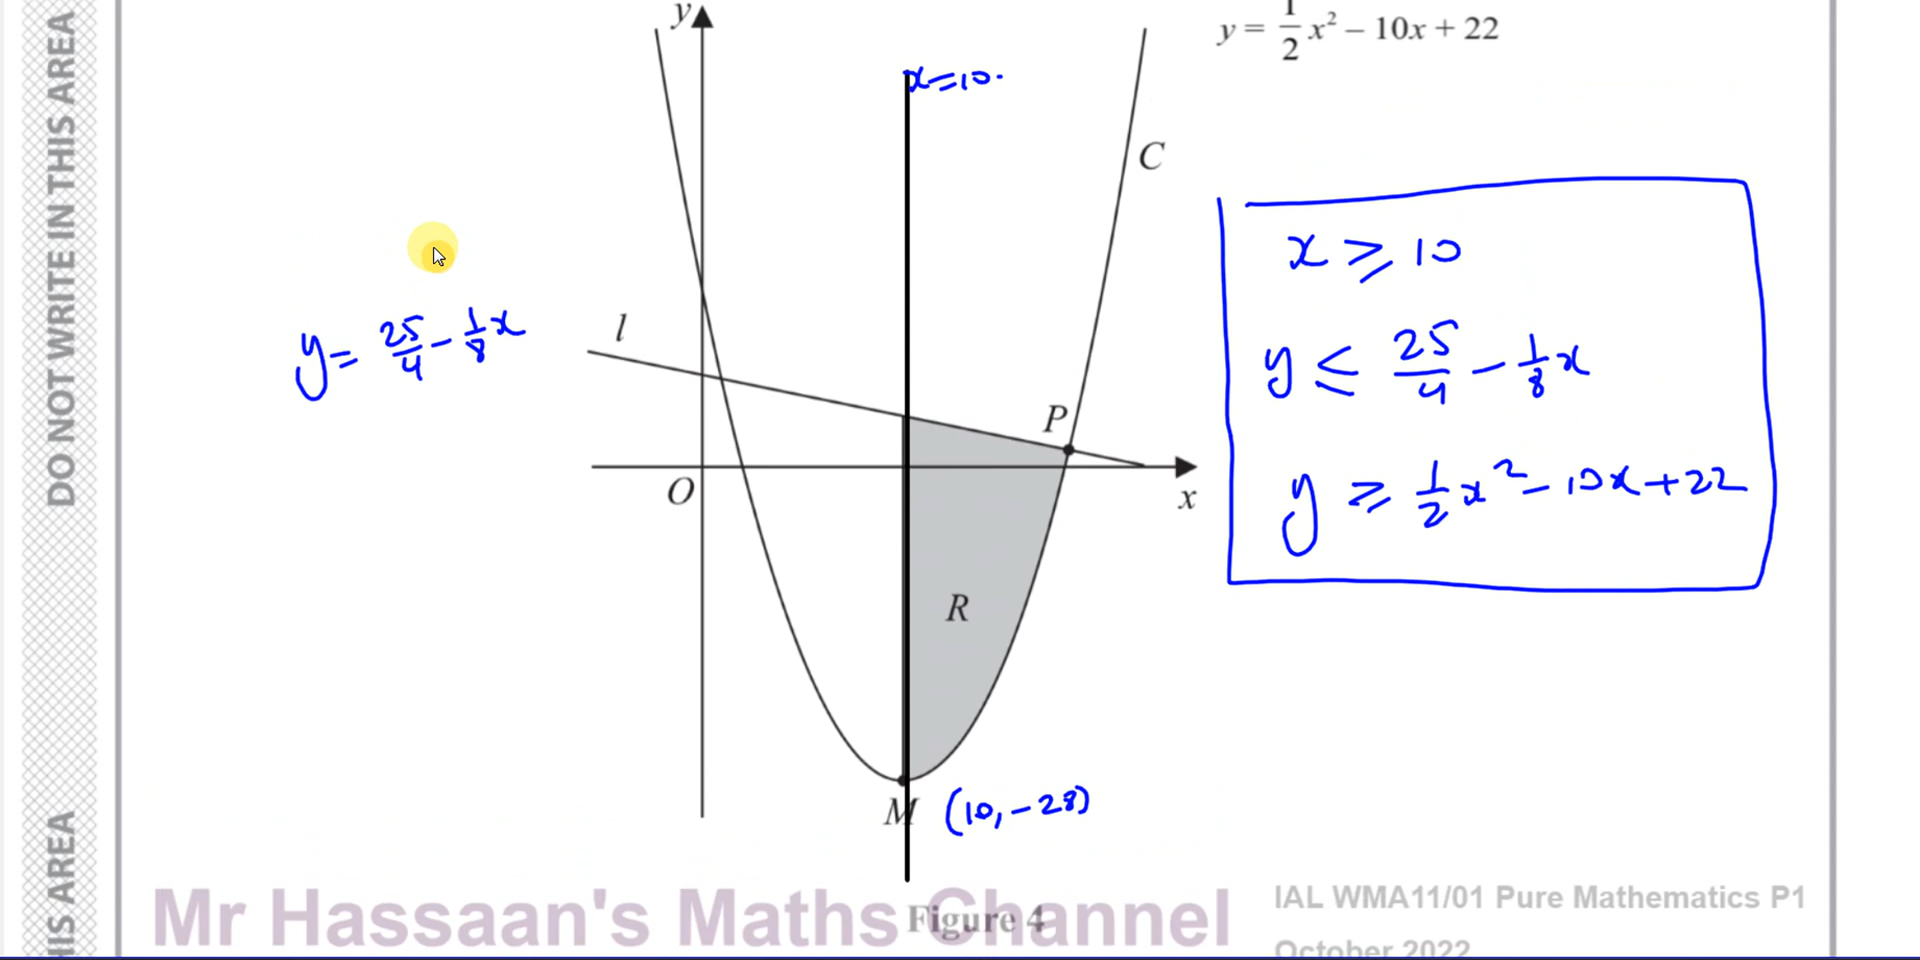 DO NOT WRITE IN THIS AREA
HIS AREA
y
y = 1/2 x² – 10x + 22
x=10.
C
x ≥ 10
l
y = 25/4 - 1/8 x
y ≤ 25/4 - 1/8 x
P
O
x
y ≥ 1/2 x² - 10x + 22
R
M (10, -28)
Mr Hassaan's Maths Channel
Figure 4
IAL WMA11/01 Pure Mathematics P1
October 2022